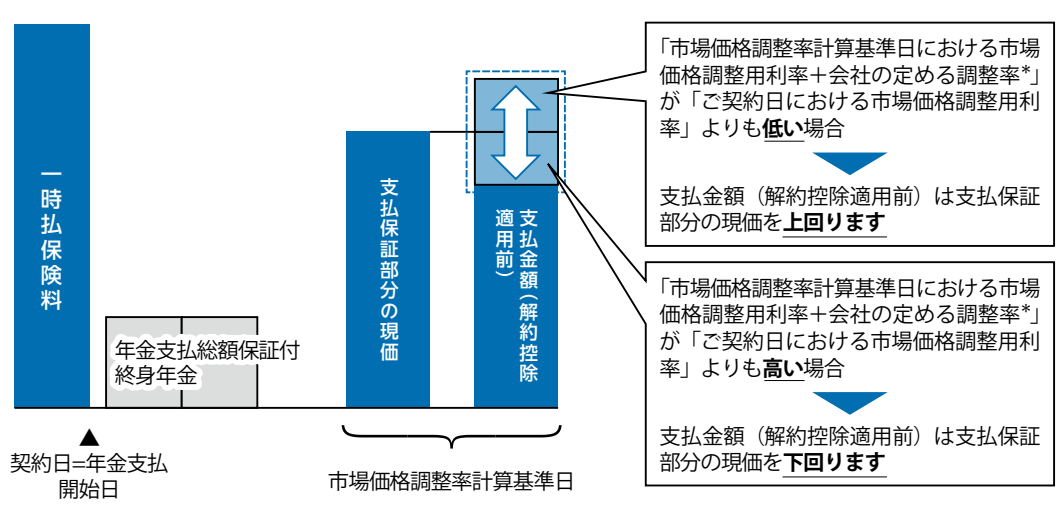 一時払保険料
年金支払総額保証付
終身年金
▲
契約日=年金支払
開始日
支払保証部分の現価
支払金額（解約控除
適用前）
市場価格調整率計算基準日
「市場価格調整率計算基準日における市場
価格調整用利率＋会社の定める調整率*」
が「ご契約日における市場価格調整用利
率」よりも低い場合
支払金額（解約控除適用前）は支払保証
部分の現価を上回ります
「市場価格調整率計算基準日における市場
価格調整用利率＋会社の定める調整率*」
が「ご契約日における市場価格調整用利
率」よりも高い場合
支払金額（解約控除適用前）は支払保証
部分の現価を下回ります